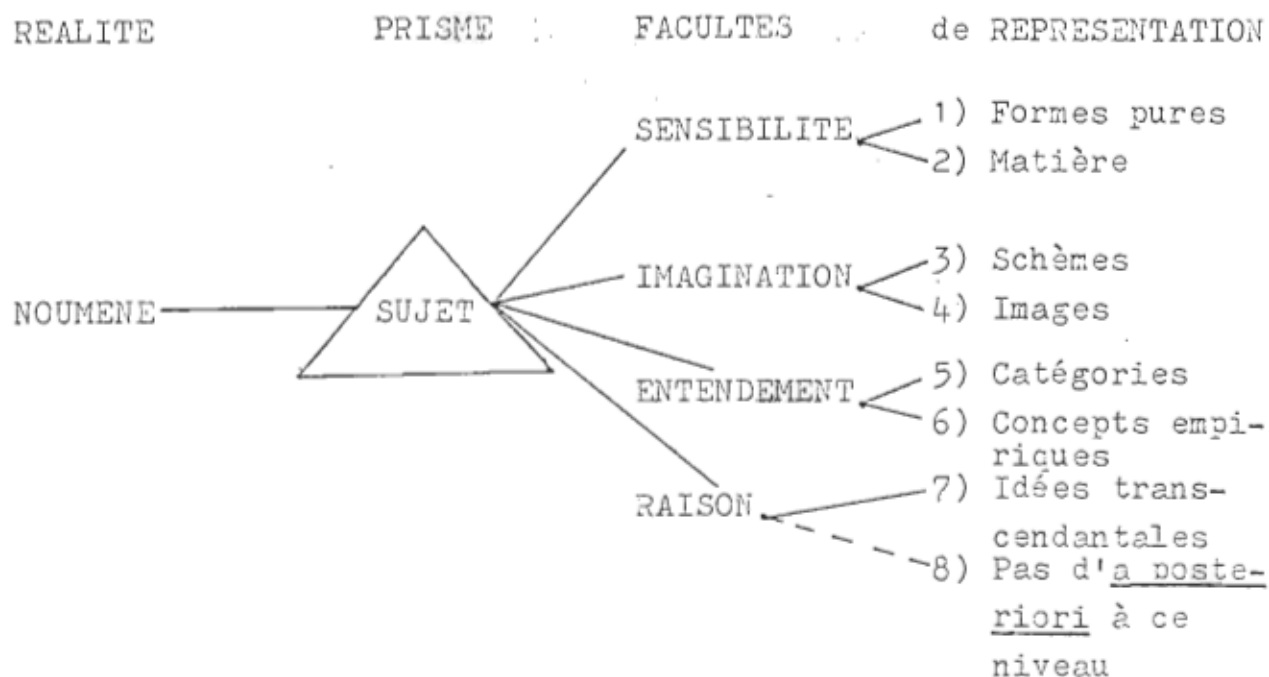 REALITE PRISME FACULTES de REPRESENTATION
SENSIBILITE 1) Formes pures
2) Matière
IMAGINATION 3) Schèmes
NOUMENE SUJET 4) Images
ENTENDEMENT 5) Catégories
6) Concepts empi-
riques
RAISON 7) Idées trans-
cendantales
8) Pas d'a poste-
riori à ce
niveau